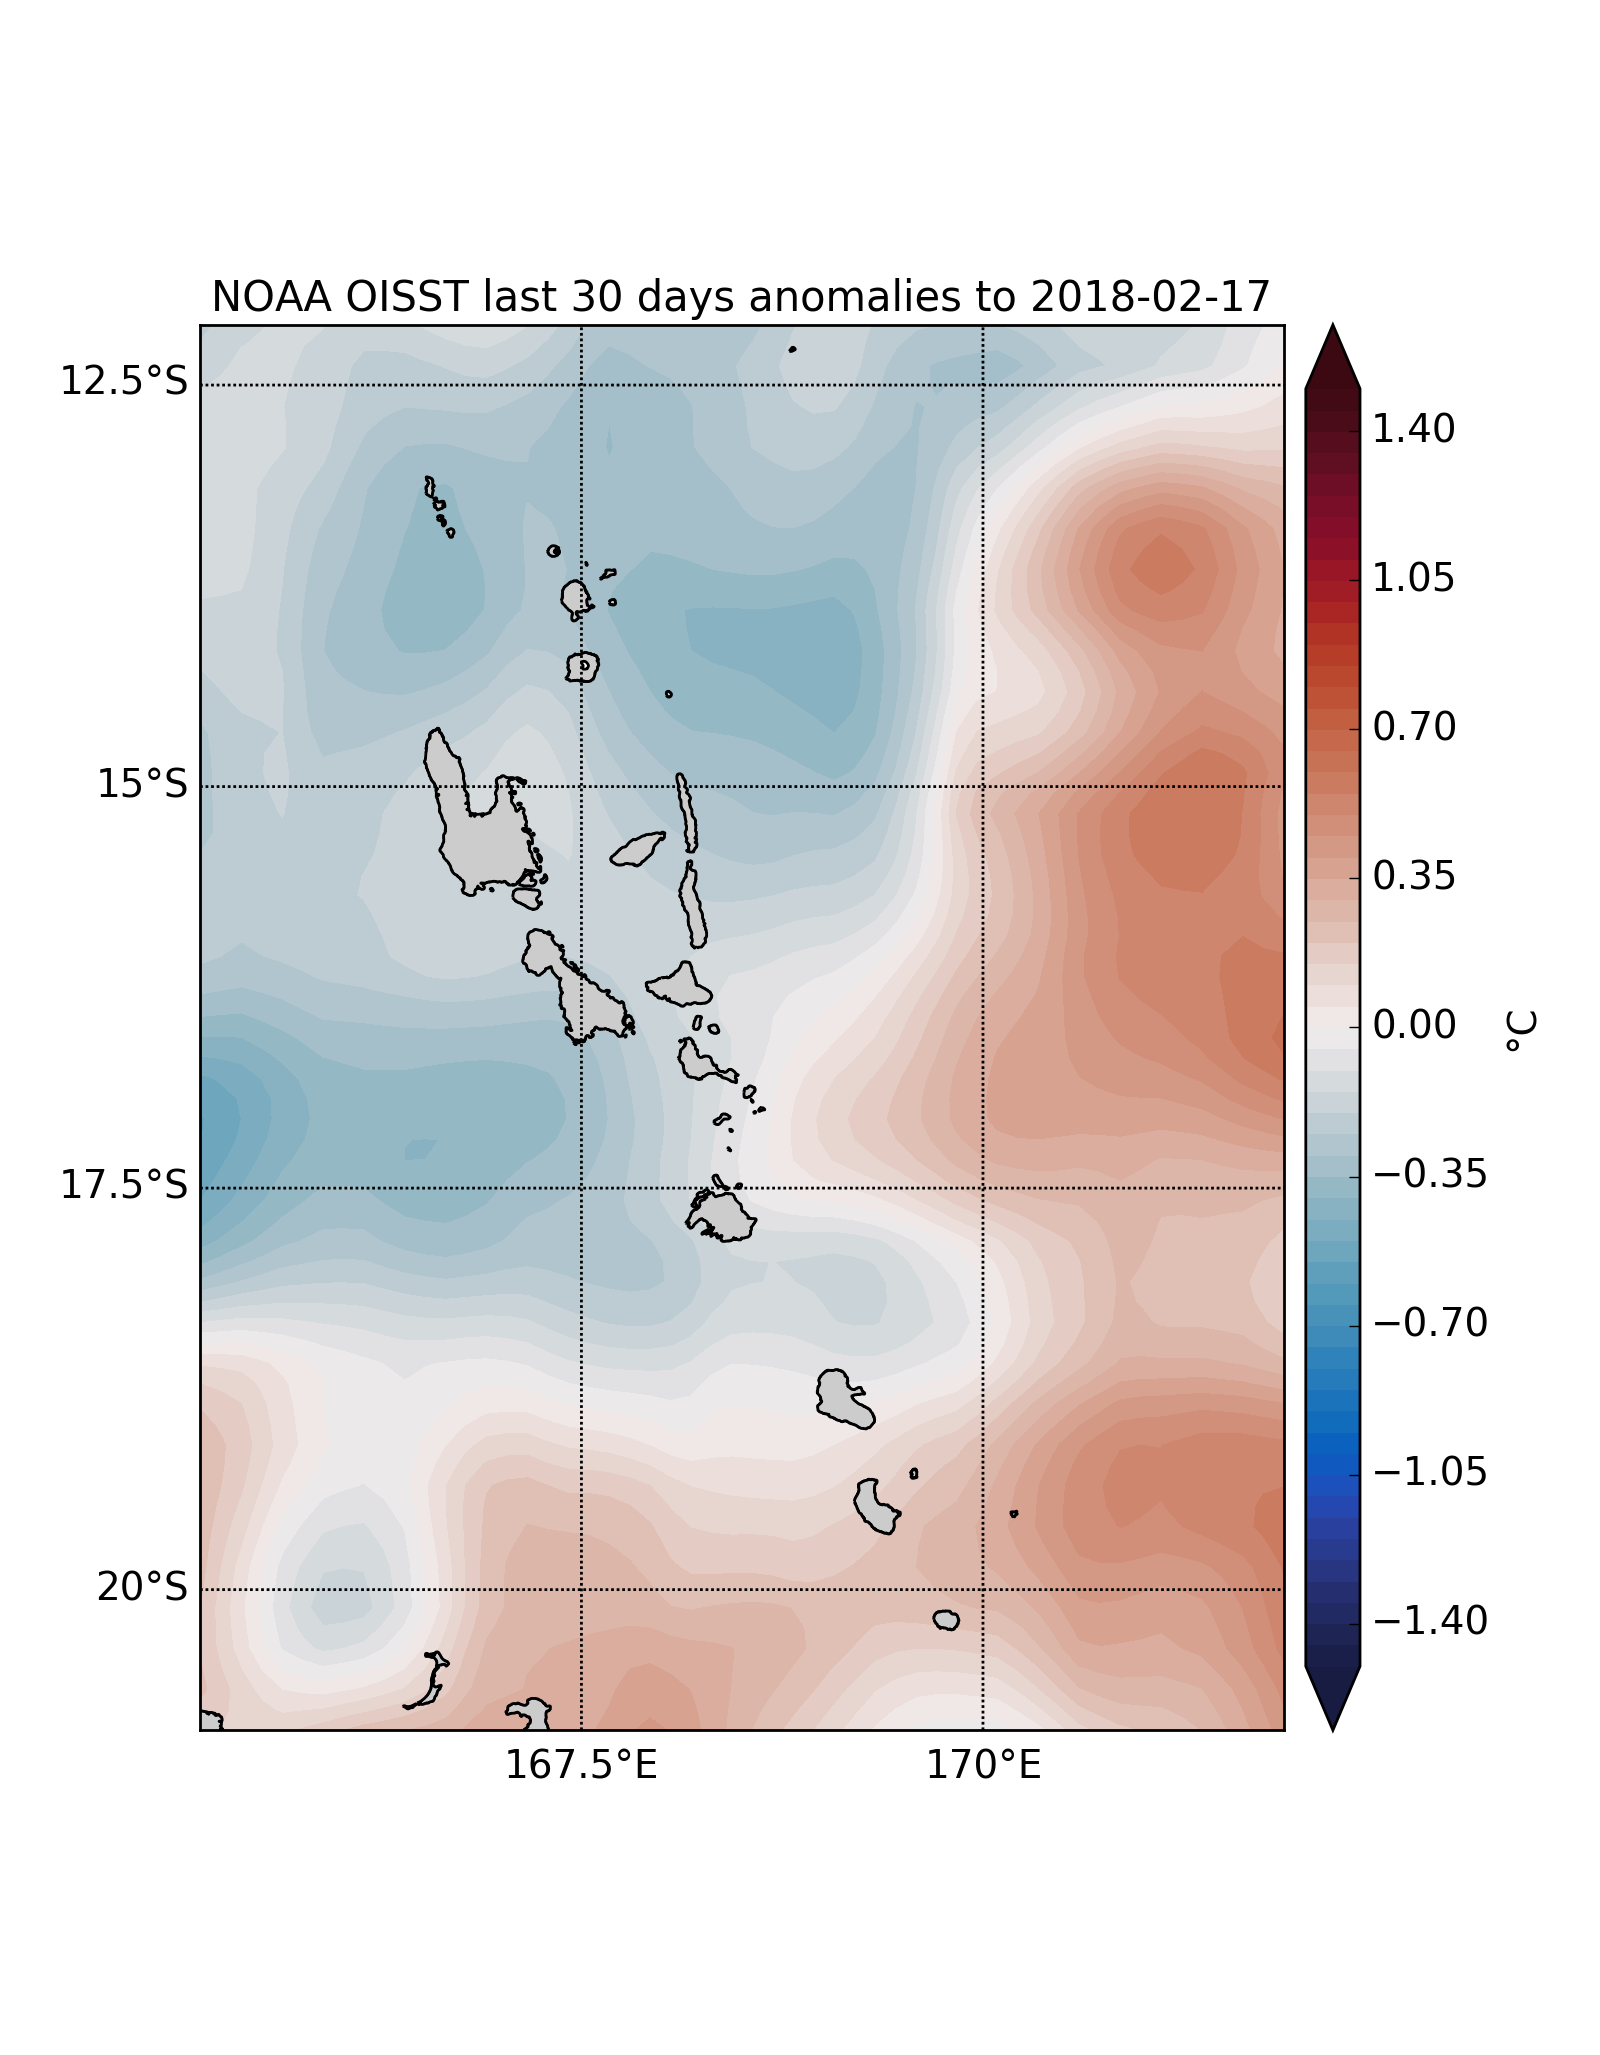 NOAA OISST last 30 days anomalies to 2018-02-17
12.5°S
15°S
17.5°S
20°S
167.5°E
170°E
1.40
1.05
0.70
0.35
0.00
−0.35
−0.70
−1.05
−1.40
°C